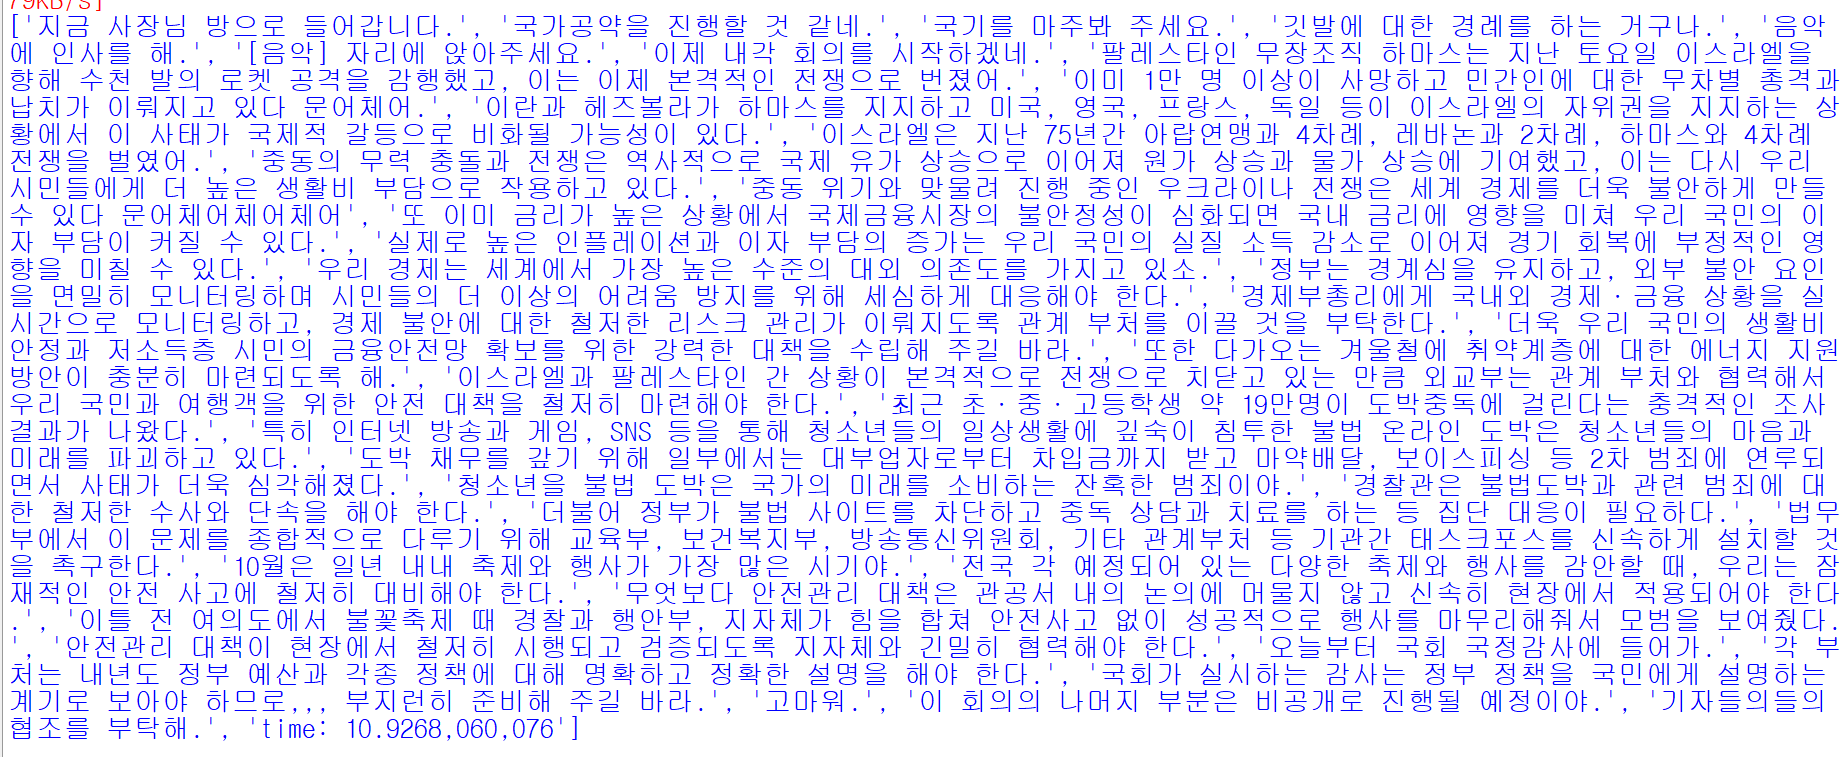 79KB/s]
['지금 사장님 방으로 들어갑니다.', '국가공약을 진행할 것 같네.', '국기를 마주봐 주세요.', '깃발에 대한 경례를 하는 거구나.', '음악
에 인사를 해.', '[음악] 자리에 앉아주세요.', '이제 내각 회의를 시작하겠네.', '팔레스타인 무장조직 하마스는 지난 토요일 이스라엘을
향해 수천 발의 로켓 공격을 감행했고, 이는 이제 본격적인 전쟁으로 번졌어.', '이미 1만 명 이상이 사망하고 민간인에 대한 무차별 총격과
납치가 이뤄지고 있다 문어체어.', '이란과 헤즈볼라가 하마스를 지지하고 미국, 영국, 프랑스, 독일 등이 이스라엘의 자위권을 지지하는 상
황에서 이 사태가 국제적 갈등으로 비화될 가능성이 있다.', '이스라엘은 지난 75년간 아랍연맹과 4차례, 레바논과 2차례, 하마스와 4차례
전쟁을 벌였어.', '중동의 무력 충돌과 전쟁은 역사적으로 국제 유가 상승으로 이어져 원가 상승과 물가 상승에 기여했고, 이는 다시 우리
시민들에게 더 높은 생활비 부담으로 작용하고 있다.', '중동 위기와 맞물려 진행 중인 우크라이나 전쟁은 세계 경제를 더욱 불안하게 만들
수 있다 문어체어체어체어', '또 이미 금리가 높은 상황에서 국제금융시장의 불안정성이 심화되면 국내 금리에 영향을 미쳐 우리 국민의 이
자 부담이 커질 수 있다.', '실제로 높은 인플레이션과 이자 부담의 증가는 우리 국민의 실질 소득 감소로 이어져 경기 회복에 부정적인 영
향을 미칠 수 있다.', '우리 경제는 세계에서 가장 높은 수준의 대외 의존도를 가지고 있소.', '정부는 경계심을 유지하고, 외부 불안 요인
을 면밀히 모니터링하며 시민들의 더 이상의 어려움 방지를 위해 세심하게 대응해야 한다.', '경제부총리에게 국내외 경제·금융 상황을 실
시간으로 모니터링하고, 경제 불안에 대한 철저한 리스크 관리가 이뤄지도록 관계 부처를 이끌 것을 부탁한다.', '더욱 우리 국민의 생활비
안정과 저소득층 시민의 금융안전망 확보를 위한 강력한 대책을 수립해 주길 바라.', '또한 다가오는 겨울철에 취약계층에 대한 에너지 지원
방안이 충분히 마련되도록 해.', '이스라엘과 팔레스타인 간 상황이 본격적으로 전쟁으로 치닫고 있는 만큼 외교부는 관계 부처와 협력해서
우리 국민과 여행객을 위한 안전 대책을 철저히 마련해야 한다.', '최근 초·중·고등학생 약 19만명이 도박중독에 걸린다는 충격적인 조사
결과가 나왔다.', '특히 인터넷 방송과 게임, SNS 등을 통해 청소년들의 일상생활에 깊숙이 침투한 불법 온라인 도박은 청소년들의 마음과
미래를 파괴하고 있다.', '도박 채무를 갚기 위해 일부에서는 대부업자로부터 차입금까지 받고 마약배달, 보이스피싱 등 2차 범죄에 연루되
면서 사태가 더욱 심각해졌다.', '청소년을 불법 도박은 국가의 미래를 소비하는 잔혹한 범죄이야.', '경찰관은 불법도박과 관련 범죄에 대
한 철저한 수사와 단속을 해야 한다.', '더불어 정부가 불법 사이트를 차단하고 중독 상담과 치료를 하는 등 집단 대응이 필요하다.', '법무
부에서 이 문제를 종합적으로 다루기 위해 교육부, 보건복지부, 방송통신위원회, 기타 관계부처 등 기관간 태스크포스를 신속하게 설치할 것
을 촉구한다.', '10월은 일년 내내 축제와 행사가 가장 많은 시기야.', '전국 각 예정되어 있는 다양한 축제와 행사를 감안할 때, 우리는 잠
재적인 안전 사고에 철저히 대비해야 한다.', '무엇보다 안전관리 대책은 관공서 내의 논의에 머물지 않고 신속히 현장에서 적용되어야 한다
.', '이틀 전 여의도에서 불꽃축제 때 경찰과 행안부, 지자체가 힘을 합쳐 안전사고 없이 성공적으로 행사를 마무리해줘서 모범을 보여줬다.
', '안전관리 대책이 현장에서 철저히 시행되고 검증되도록 지자체와 긴밀히 협력해야 한다.', '오늘부터 국회 국정감사에 들어가.', '각 부
처는 내년도 정부 예산과 각종 정책에 대해 명확하고 정확한 설명을 해야 한다.', '국회가 실시하는 감사는 정부 정책을 국민에게 설명하는
계기로 보아야 하므로,,, 부지런히 준비해 주길 바라.', '고마워.', '이 회의의 나머지 부분은 비공개로 진행될 예정이야.', '기자들의들의
협조를 부탁해.', 'time: 10.9268,060,076']